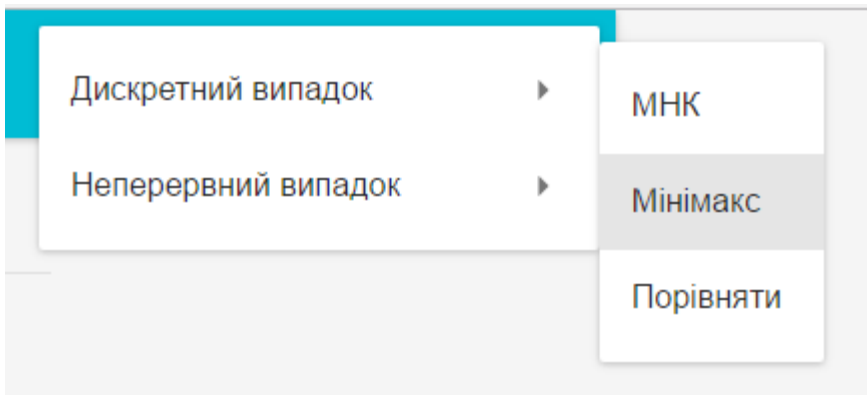 Дискретний випадок
Неперервний випадок
МНК
Мінімакс
Порівняти